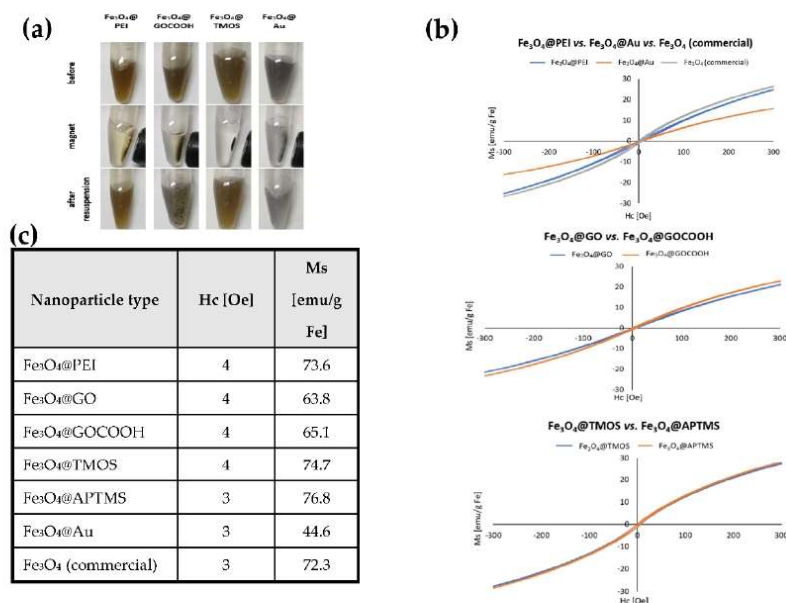 (a)
Fe₃O₄@ PEI
Fe₃O₄@ GOCOOH
Fe₃O₄@ TMOS
Fe₃O₄@ Au
before
magnet
after resuspension
(c)
Nanoparticle type Hc [Oe] Ms [emu/g Fe]
Fe₃O₄@PEI 4 73.6
Fe₃O₄@GO 4 63.8
Fe₃O₄@GOCOOH 4 65.1
Fe₃O₄@TMOS 4 74.7
Fe₃O₄@APTMS 3 76.8
Fe₃O₄@Au 3 44.6
Fe₃O₄ (commercial) 3 72.3
(b)
Fe₃O₄@PEI vs. Fe₃O₄@Au vs. Fe₃O₄ (commercial)
Fe₃O₄@PEI Fe₃O₄@Au Fe₃O₄ (commercial)
Ms [emu/g Fe]
30
20
10
0
-10
-20
-30
-300 -200 -100 0 100 200 300
Hc [Oe]
Fe₃O₄@GO vs. Fe₃O₄@GOCOOH
Fe₃O₄@GO Fe₃O₄@GOCOOH
Ms [emu/g Fe]
30
20
10
0
-10
-20
-30
-300 -200 -100 0 100 200 300
Hc [Oe]
Fe₃O₄@TMOS vs. Fe₃O₄@APTMS
Fe₃O₄@TMOS Fe₃O₄@APTMS
Ms [emu/g Fe]
30
20
10
0
-10
-20
-30
-300 -200 -100 0 100 200 300
Hc [Oe]